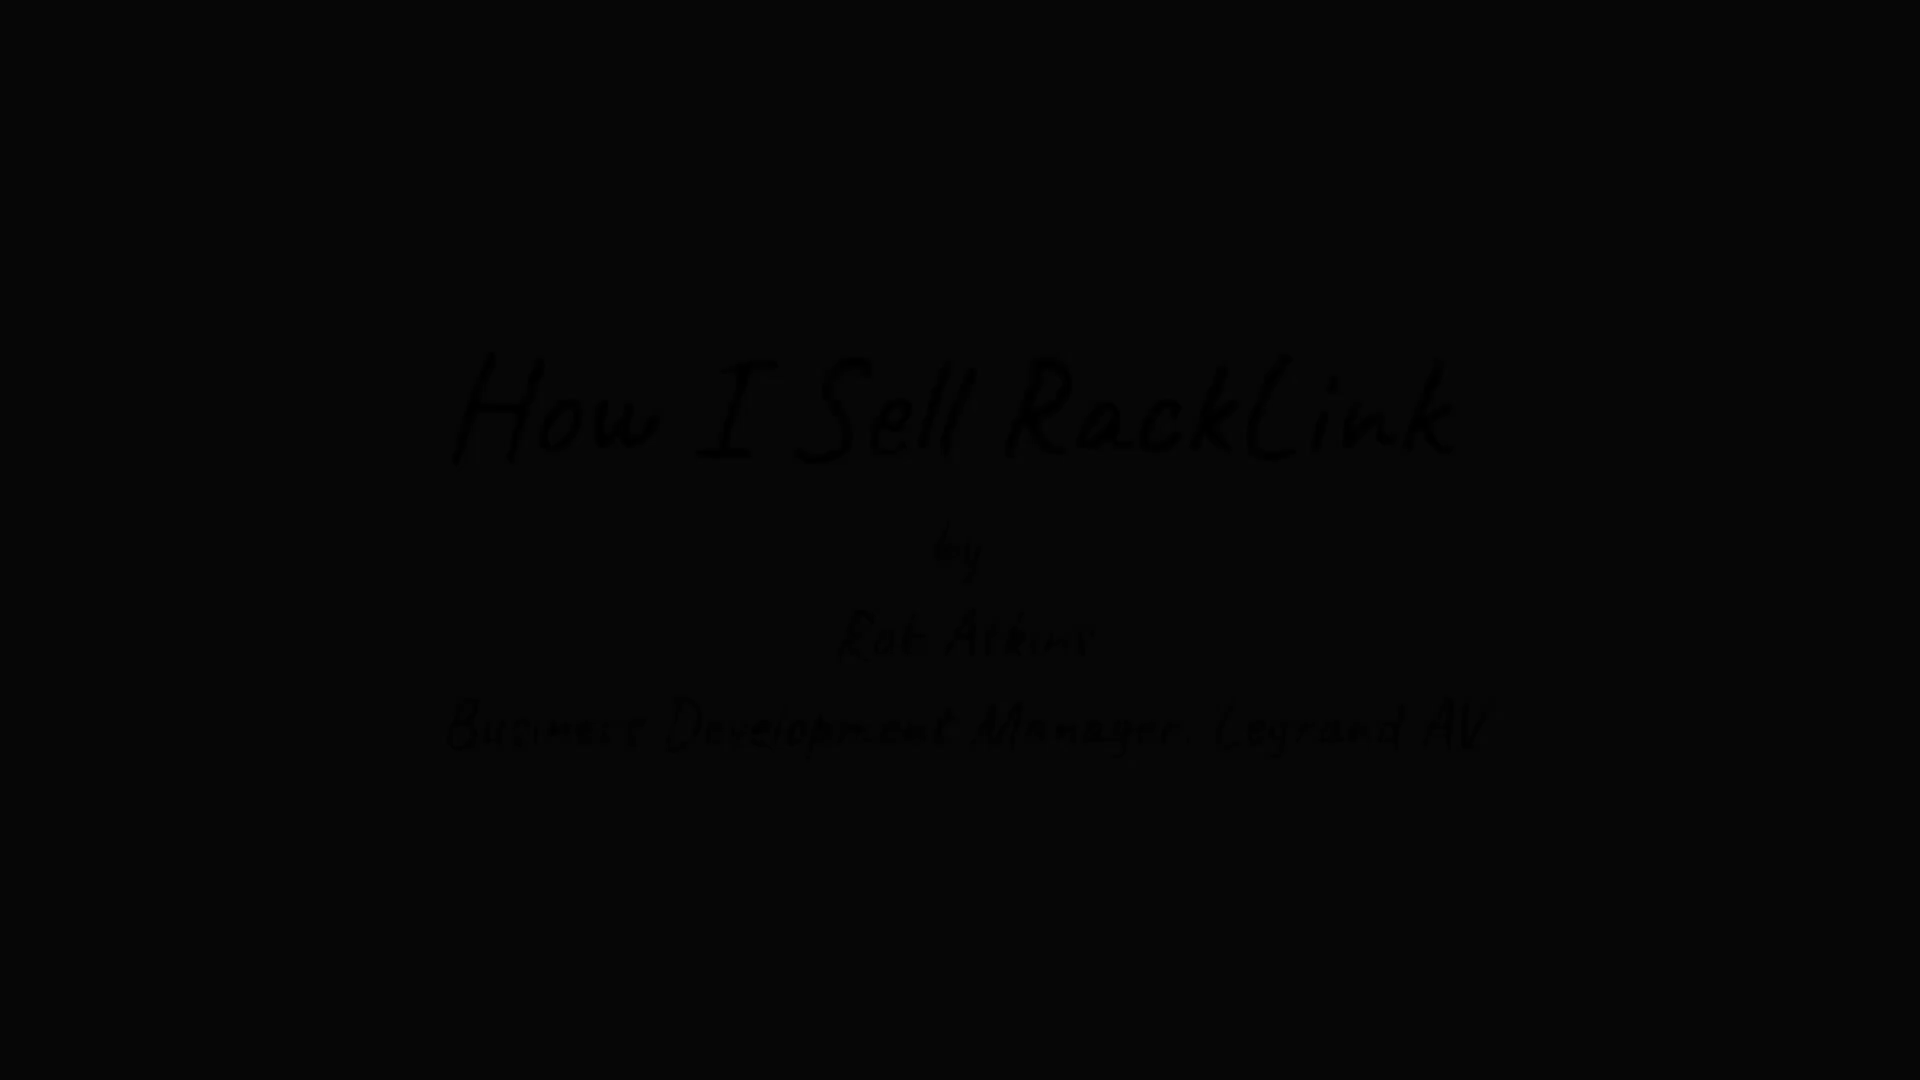 How I Sell RackLink
by
Rob Atkins
Business Development Manager, Legrand AV